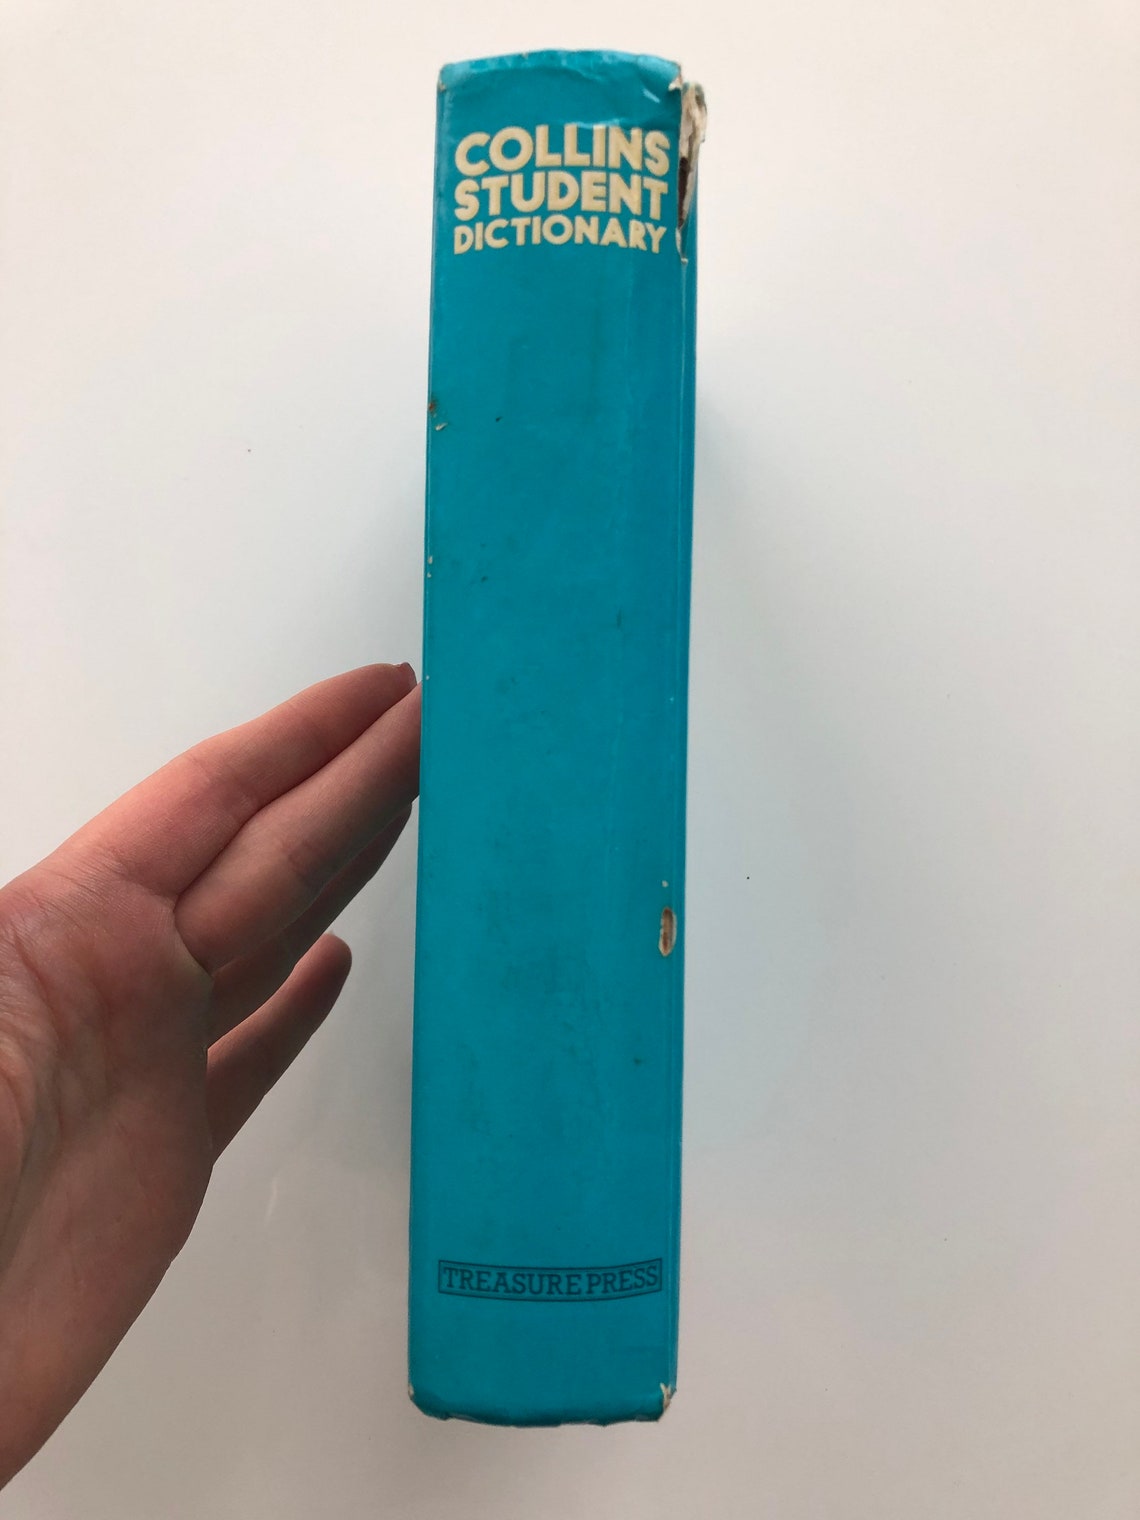 COLLINS
STUDENT
DICTIONARY
TREASURE PRESS